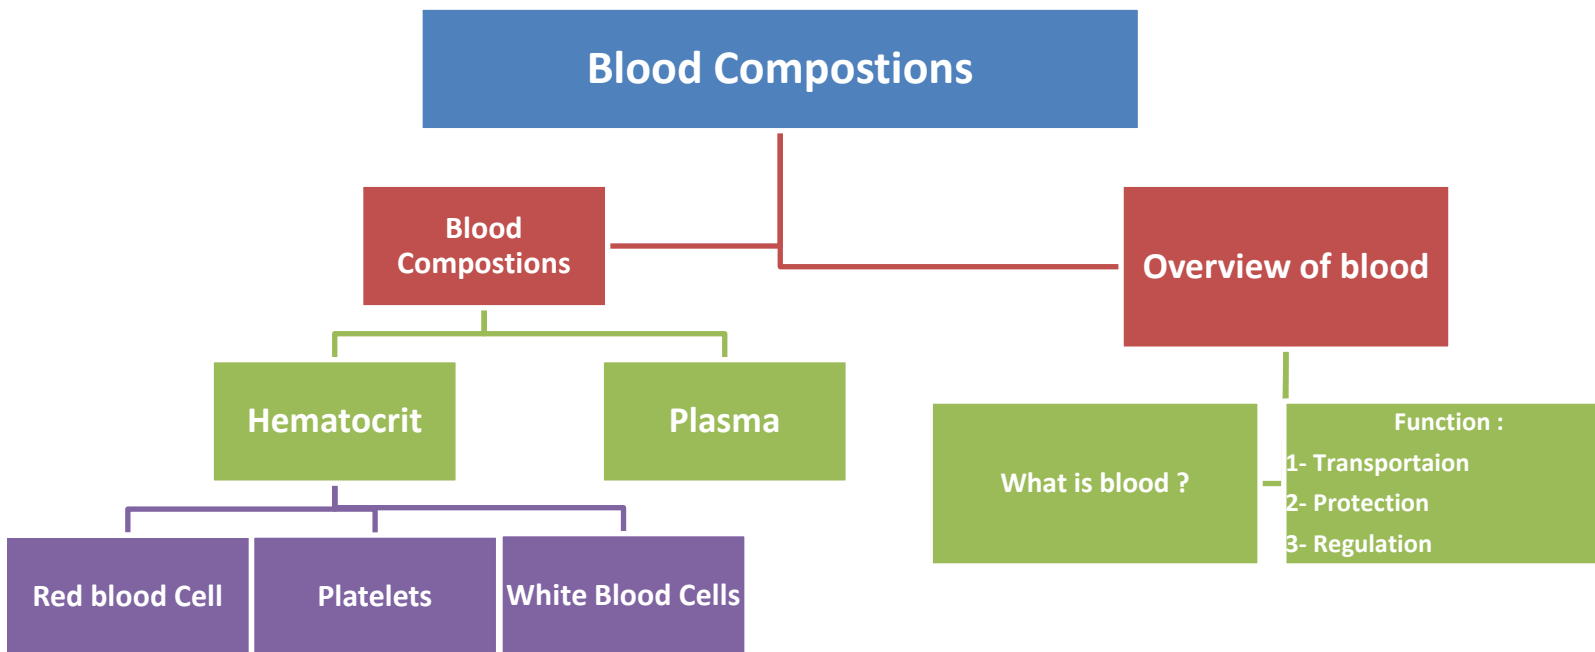 Blood Compostions
Blood
Compostions
Overview of blood
Hematocrit
Plasma
What is blood ?
Function :
1- Transportaion
2- Protection
3- Regulation
Red blood Cell
Platelets
White Blood Cells